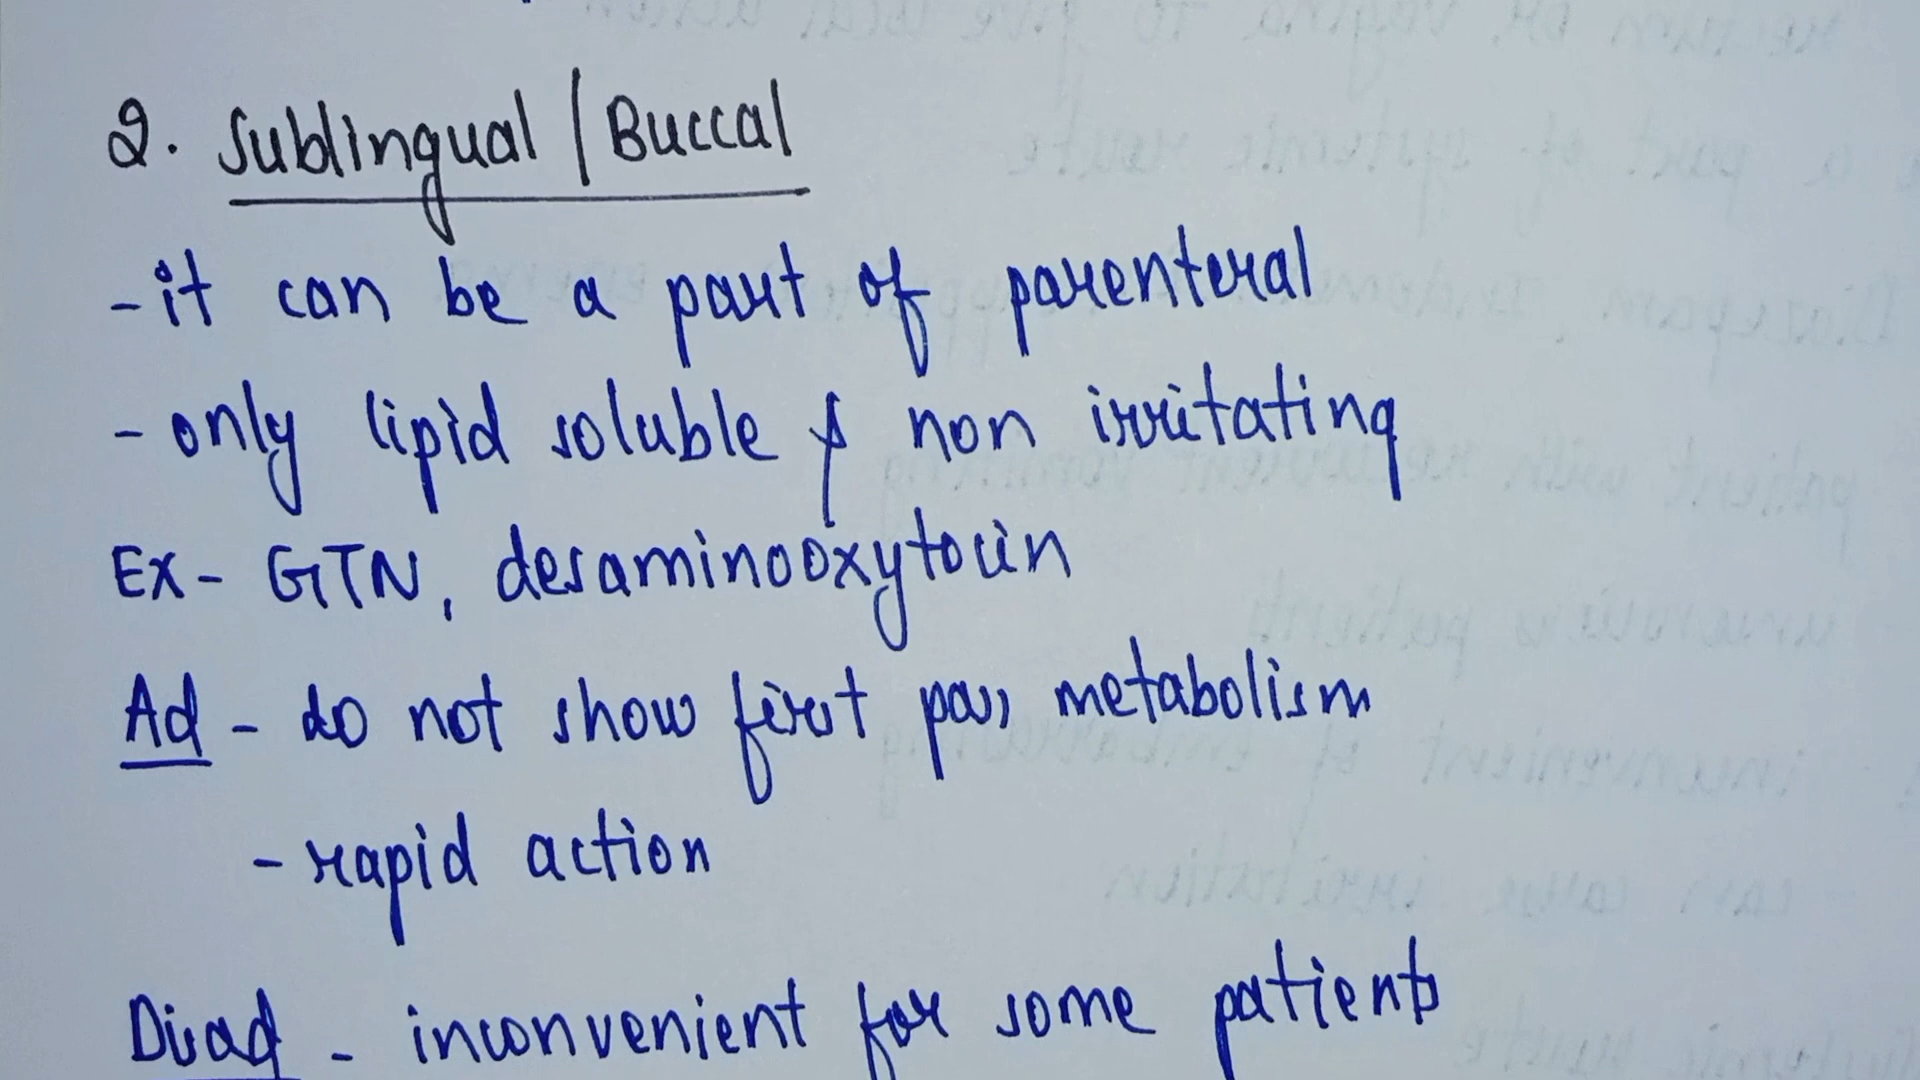 2. Sublingual / Buccal
- it can be a part of parenteral
- only lipid soluble & non irritating
Ex - GTN, desaminooxytocin
Ad - do not show first pass metabolism
- rapid action
Disad - inconvenient for some patients